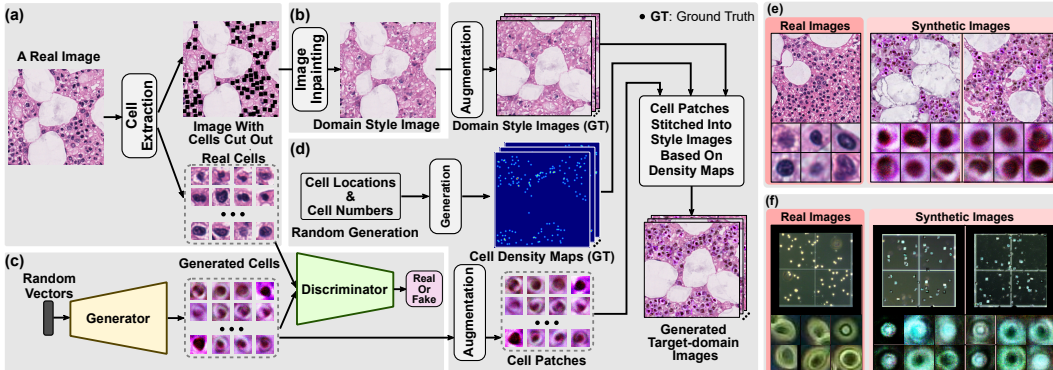 (a)
A Real Image
Cell
Extraction
Image With
Cells Cut Out
Real Cells
(b)
Image
Inpainting
Domain Style Image
Augmentation
Domain Style Images (GT)
• GT: Ground Truth
Cell Patches
Stitched Into
Style Images
Based On
Density Maps
(d)
Cell Locations
&
Cell Numbers
Random Generation
Generation
Cell Density Maps (GT)
(c)
Random
Vectors
Generator
Generated Cells
Discriminator
Real
Or
Fake
Augmentation
Cell Patches
Generated
Target-domain
Images
(e)
Real Images
Synthetic Images
(f)
Real Images
Synthetic Images